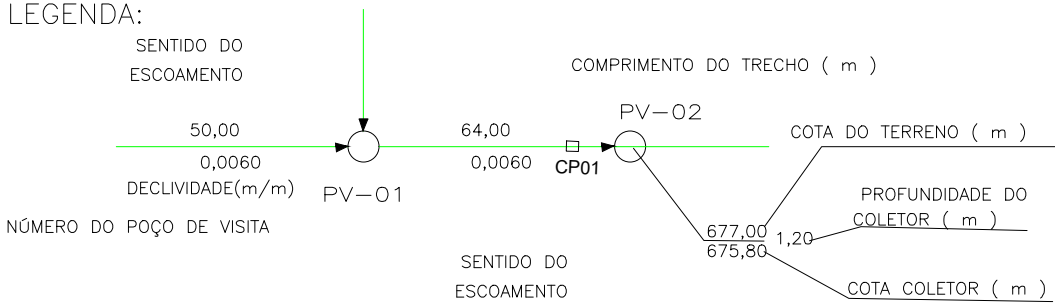 LEGENDA:
SENTIDO DO
ESCOAMENTO
COMPRIMENTO DO TRECHO ( m )
PV-02
50,00
64,00
COTA DO TERRENO ( m )
0,0060
0,0060
CP01
DECLIVIDADE(m/m)
PV-01
PROFUNDIDADE DO
COLETOR ( m )
NÚMERO DO POÇO DE VISITA
677,00
1,20
675,80
SENTIDO DO
ESCOAMENTO
COTA COLETOR ( m )